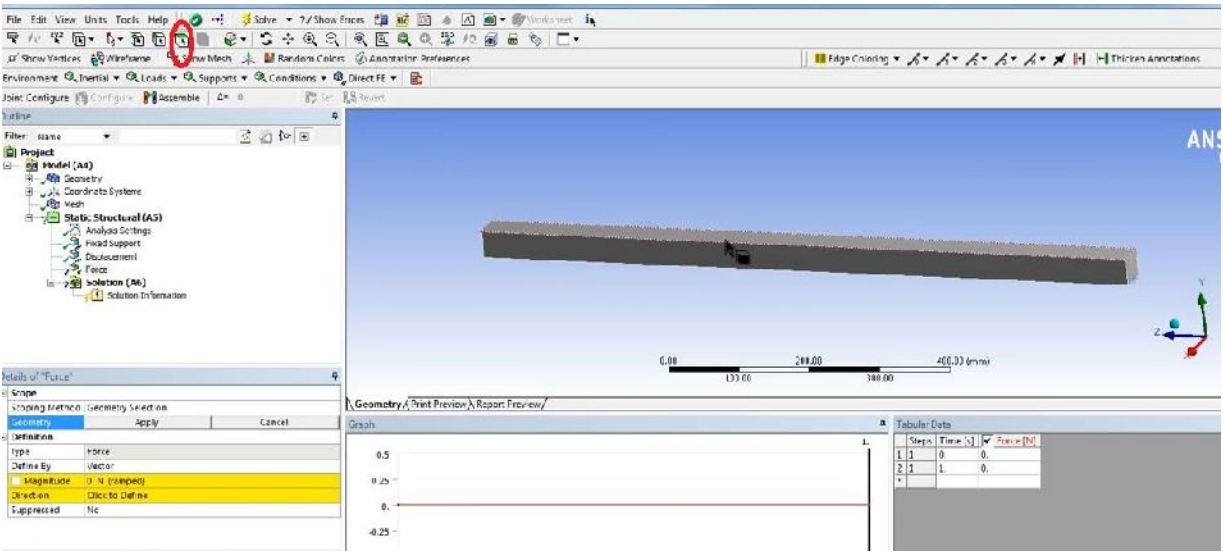 File Edit View Units Tools Help Solve ?/Show Errors Worksheet
Show Vertices Wireframe Show Mesh Random Colors Annotation Preferences Edge Coloring Thicken Annotations
Environment Inertial Loads Supports Conditions Direct FE
Joint Configure Configure Assemble Δ= 0 Set Revert
Outline
Filter: Name
Project
Model (A4)
Geometry
Coordinate Systems
Mesh
Static Structural (A5)
Analysis Settings
Fixed Support
Displacement
Force
Solution (A6)
Solution Information
ANS
Y
Z
X
0.00 200.00 400.00 (mm)
100.00 300.00
Geometry Print Preview Report Preview
Details of "Force"
Scope
Scoping Method Geometry Selection
Geometry Apply Cancel
Definition
Type Force
Define By Vector
Magnitude 0. N (ramped)
Direction Click to Define
Suppressed No
Graph
1.
0.5
0.25
0.
-0.25
Tabular Data
Steps Time [s] Force [N]
1 1 0. 0.
2 1 1. 0.
*